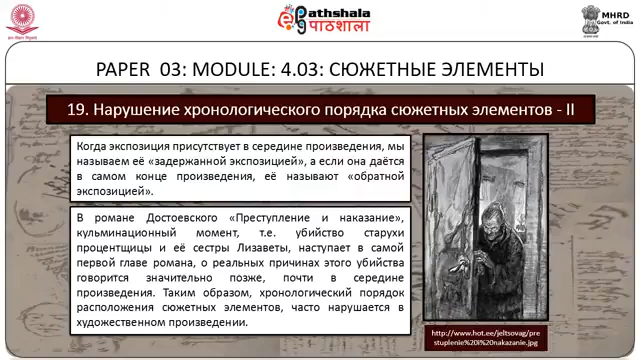 ePathshala
पाठशाला
MHRD
Govt. of India
PAPER 03: MODULE: 4.03: СЮЖЕТНЫЕ ЭЛЕМЕНТЫ
19. Нарушение хронологического порядка сюжетных элементов - II
Когда экспозиция присутствует в середине произведения, мы
называем её «задержанной экспозицией», а если она даётся
в самом конце произведения, её называют «обратной
экспозицией».
В романе Достоевского «Преступление и наказание»,
кульминационный момент, т.е. убийство старухи
процентщицы и её сестры Лизаветы, наступает в самой
первой главе романа, о реальных причинах этого убийства
говорится значительно позже, почти в середине
произведения. Таким образом, хронологический порядок
расположения сюжетных элементов, часто нарушается в
художественном произведении.
http://www.hot.ee/jeltsovag/pre
stuplenie%20i%20nakazanie.jpg